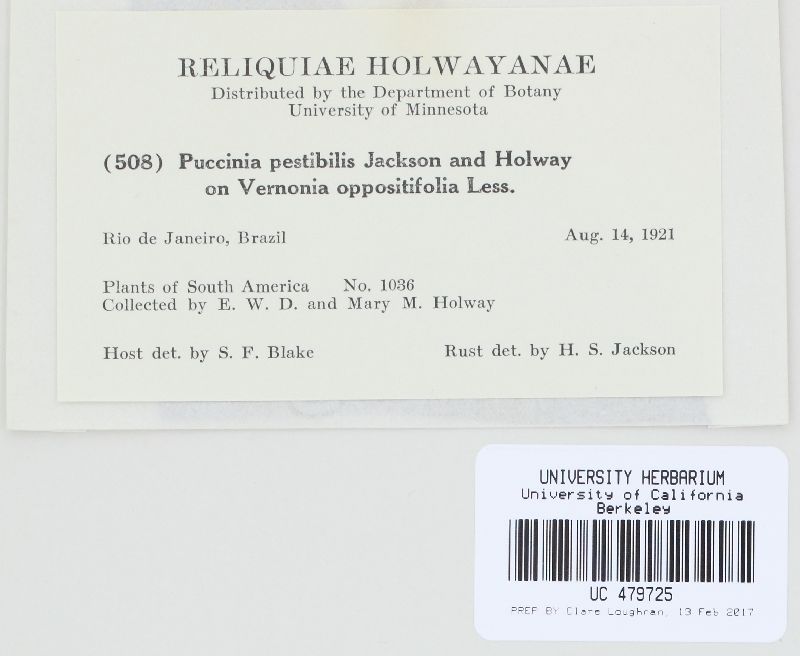 RELIQUIAE HOLWAYANAE
Distributed by the Department of Botany
University of Minnesota
(508) Puccinia pestibilis Jackson and Holway
on Vernonia oppositifolia Less.
Rio de Janeiro, Brazil Aug. 14, 1921
Plants of South America No. 1036
Collected by E. W. D. and Mary M. Holway
Host det. by S. F. Blake Rust det. by H. S. Jackson
UNIVERSITY HERBARIUM
University of California
Berkeley
UC 479725
PREP BY Clare Loughran, 13 Feb 2017